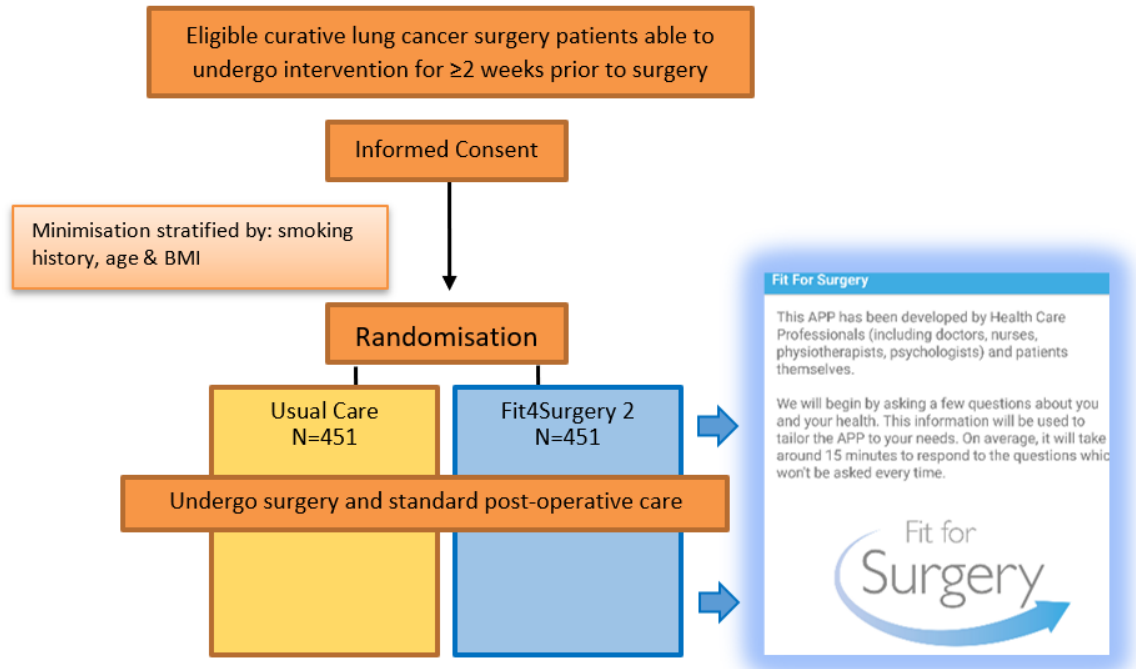 Eligible curative lung cancer surgery patients able to
undergo intervention for ≥2 weeks prior to surgery
Informed Consent
Minimisation stratified by: smoking
history, age & BMI
Randomisation
Usual Care
N=451
Fit4Surgery 2
N=451
Undergo surgery and standard post-operative care
Fit For Surgery
This APP has been developed by Health Care
Professionals (including doctors, nurses,
physiotherapists, psychologists) and patients
themselves.
We will begin by asking a few questions about you
and your health. This information will be used to
tailor the APP to your needs. On average, it will take
around 15 minutes to respond to the questions whic
won't be asked every time.
Fit for
Surgery